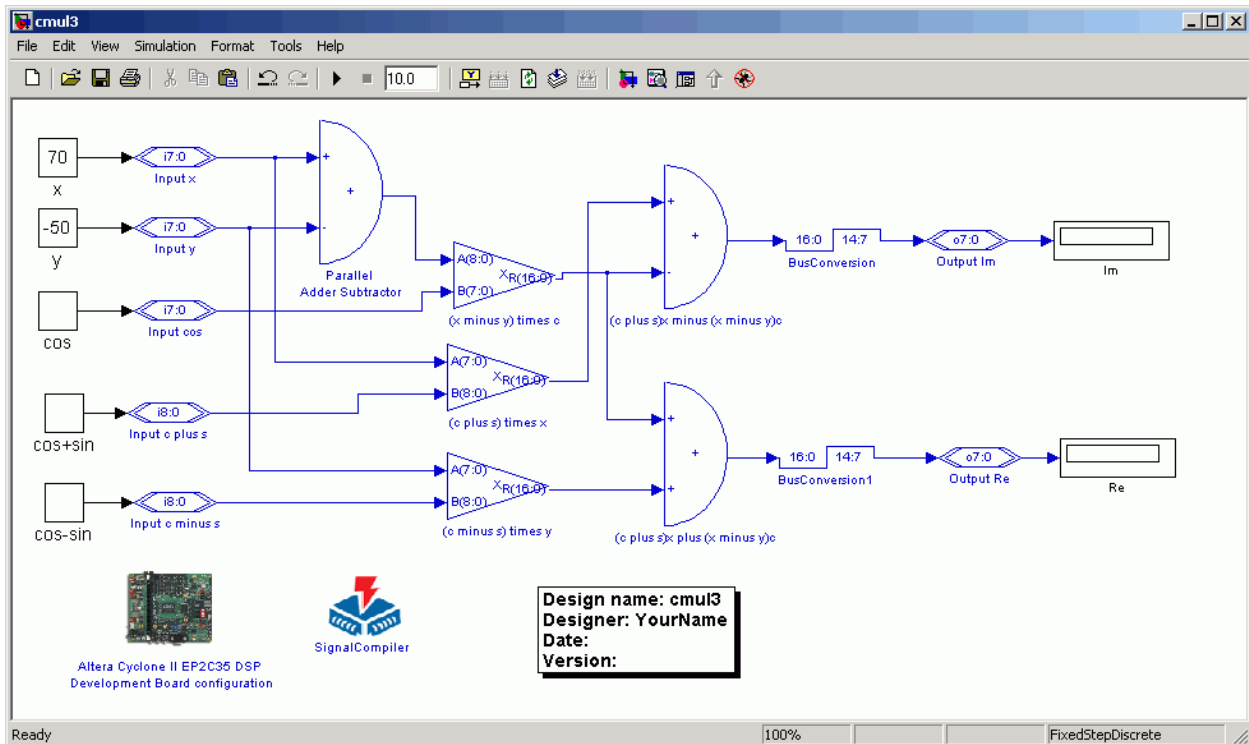 cmul3
File Edit View Simulation Format Tools Help
10.0
70
x
i7:0
Input x
-50
y
i7:0
Input y
cos
i7:0
Input cos
cos+sin
i8:0
Input c plus s
cos-sin
i8:0
Input c minus s
+
+
-
Parallel
Adder Subtractor
A(8:0)
B(7:0)
X R(16:0)
(x minus y) times c
A(7:0)
B(8:0)
X R(16:0)
(c plus s) times x
A(7:0)
B(8:0)
X R(16:0)
(c minus s) times y
+
+
-
(c plus s)x minus (x minus y)c
+
+
+
(c plus s)x plus (x minus y)c
16:0 14:7
BusConversion
o7:0
Output Im
Im
16:0 14:7
BusConversion1
o7:0
Output Re
Re
Altera Cyclone II EP2C35 DSP
Development Board configuration
SignalCompiler
Design name: cmul3
Designer: YourName
Date:
Version:
Ready 100% FixedStepDiscrete